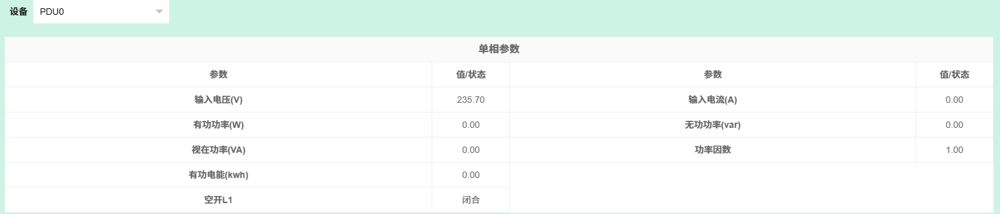 设备 PDU0
单相参数
参数 值/状态 参数 值/状态
输入电压(V) 235.70 输入电流(A) 0.00
有功功率(W) 0.00 无功功率(var) 0.00
视在功率(VA) 0.00 功率因数 1.00
有功电能(kwh) 0.00
空开L1 闭合